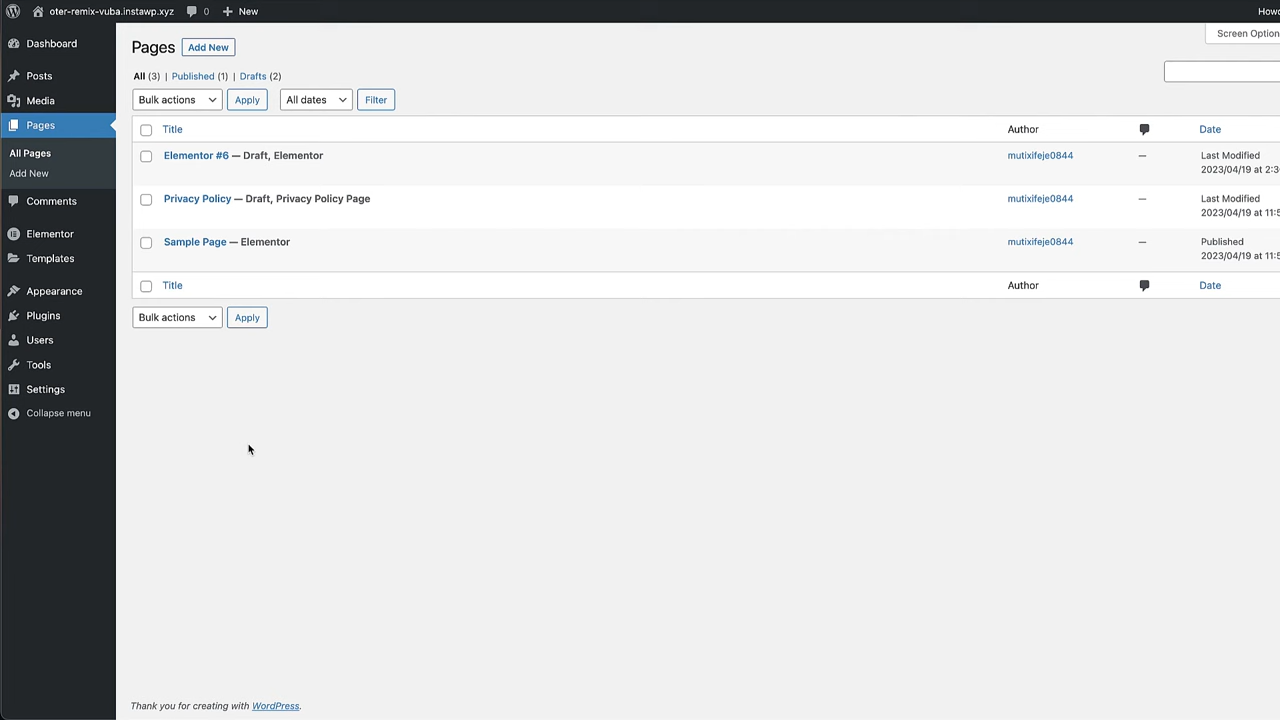 oter-remix-vuba.instawp.xyz 0 New
Dashboard
Posts
Media
Pages
All Pages
Add New
Comments
Elementor
Templates
Appearance
Plugins
Users
Tools
Settings
Collapse menu
Pages Add New
All (3) | Published (1) | Drafts (2)
Bulk actions Apply All dates Filter
Title Author Date
Elementor #6 — Draft, Elementor mutixifeje0844 — Last Modified
Privacy Policy — Draft, Privacy Policy Page mutixifeje0844 — Last Modified
Sample Page — Elementor mutixifeje0844 — Published
Title Author Date
Bulk actions Apply
Thank you for creating with WordPress.